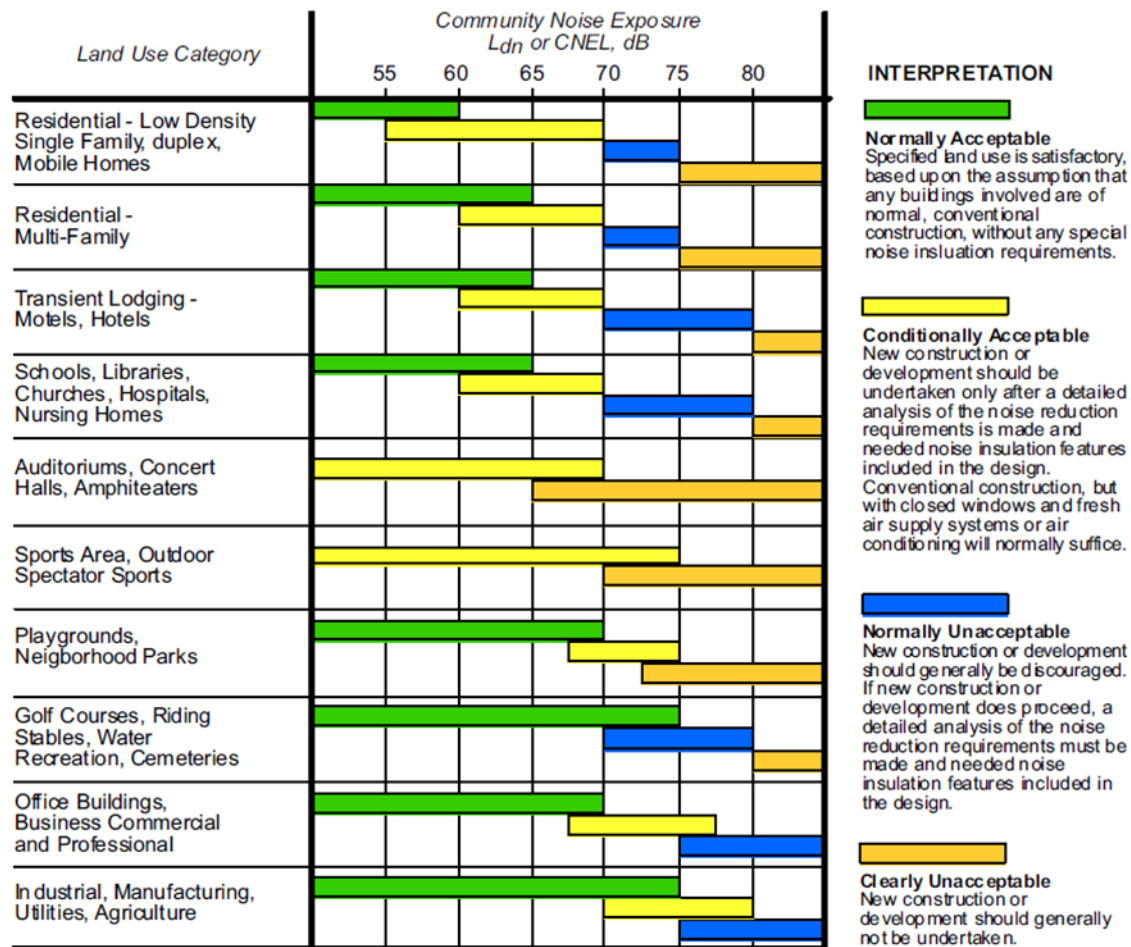 Land Use Category
Community Noise Exposure
Ldn or CNEL, dB
55 60 65 70 75 80
Residential - Low Density
Single Family, duplex,
Mobile Homes
Residential -
Multi-Family
Transient Lodging -
Motels, Hotels
Schools, Libraries,
Churches, Hospitals,
Nursing Homes
Auditoriums, Concert
Halls, Amphiteaters
Sports Area, Outdoor
Spectator Sports
Playgrounds,
Neigborhood Parks
Golf Courses, Riding
Stables, Water
Recreation, Cemeteries
Office Buildings,
Business Commercial
and Professional
Industrial, Manufacturing,
Utilities, Agriculture
INTERPRETATION
Normally Acceptable
Specified land use is satisfactory,
based upon the assumption that
any buildings involved are of
normal, conventional
construction, without any special
noise insluation requirements.
Conditionally Acceptable
New construction or
development should be
undertaken only after a detailed
analysis of the noise reduction
requirements is made and
needed noise insulation features
included in the design.
Conventional construction, but
with closed windows and fresh
air supply systems or air
conditioning will normally suffice.
Normally Unacceptable
New construction or development
should generally be discouraged.
If new construction or
development does proceed, a
detailed analysis of the noise
reduction requirements must be
made and needed noise
insulation features included in
the design.
Clearly Unacceptable
New construction or
development should generally
not be undertaken.